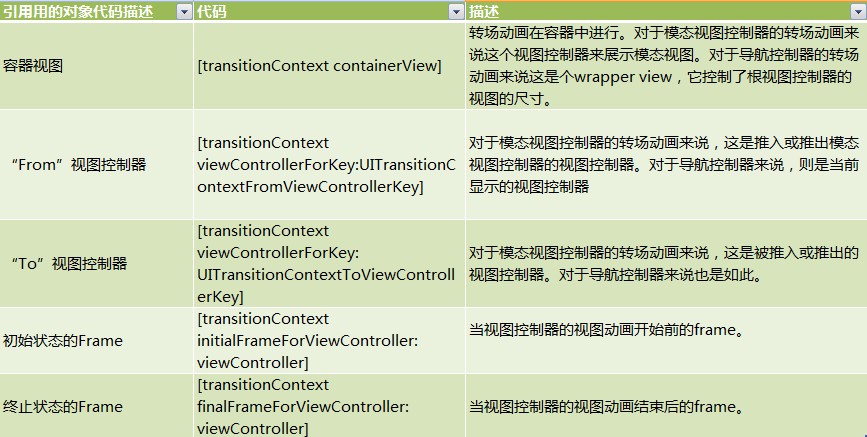 引用用的对象代码描述 代码 描述
容器视图
[transitionContext containerView]
转场动画在容器中进行。对于模态视图控制器的转场动画来
说这个视图控制器来展示模态视图。对于导航控制器的转场
动画来说这是个wrapper view，它控制了根视图控制器的
视图的尺寸。
“From”视图控制器
[transitionContext
viewControllerForKey:UITransitionC
ontextFromViewControllerKey]
对于模态视图控制器的转场动画来说，这是推入或推出模态
视图控制器的视图控制器。对于导航控制器来说，则是当前
显示的视图控制器
“To”视图控制器
[transitionContext
viewControllerForKey:
UITransitionContextToViewControll
erKey]
对于模态视图控制器的转场动画来说，这是被推入或推出的
视图控制器。对于导航控制器来说也是如此。
初始状态的Frame
[transitionContext
initialFrameForViewController:
viewController]
当视图控制器的视图动画开始前的frame。
终止状态的Frame
[transitionContext
finalFrameForViewController:
viewController]
当视图控制器的视图动画结束后的frame。